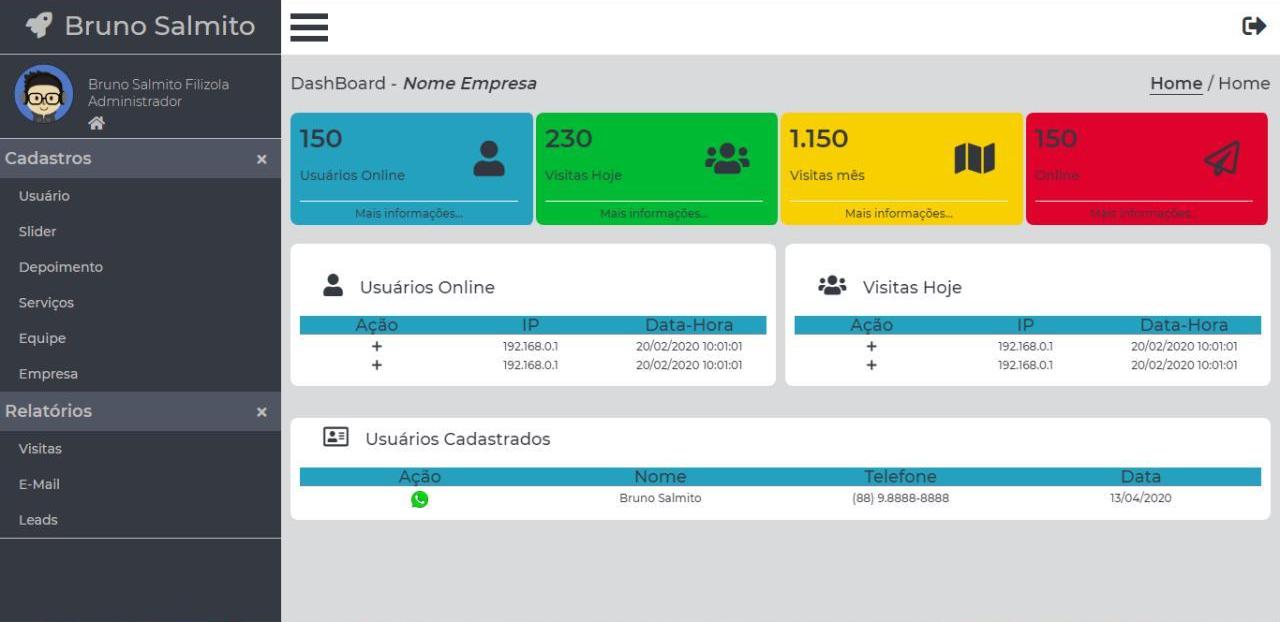 Bruno Salmito
Bruno Salmito Filizola
Administrador
Cadastros
Usuário
Slider
Depoimento
Serviços
Equipe
Empresa
Relatórios
Visitas
E-Mail
Leads
DashBoard - Nome Empresa
Home / Home
150
Usuários Online
Mais informações...
230
Visitas Hoje
Mais informações...
1.150
Visitas mês
Mais informações...
150
Online
Mais informações...
Usuários Online
Ação IP Data-Hora
+ 192.168.0.1 20/02/2020 10:01:01
+ 192.168.0.1 20/02/2020 10:01:01
Visitas Hoje
Ação IP Data-Hora
+ 192.168.0.1 20/02/2020 10:01:01
+ 192.168.0.1 20/02/2020 10:01:01
Usuários Cadastrados
Ação Nome Telefone Data
Bruno Salmito (88) 9.8888-8888 13/04/2020